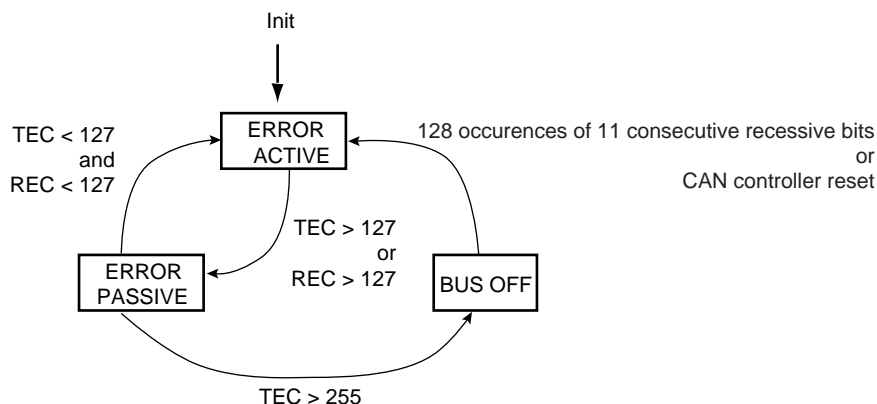 Init
ERROR
ACTIVE
TEC < 127
and
REC < 127
128 occurences of 11 consecutive recessive bits
or
CAN controller reset
TEC > 127
or
REC > 127
ERROR
PASSIVE
BUS OFF
TEC > 255